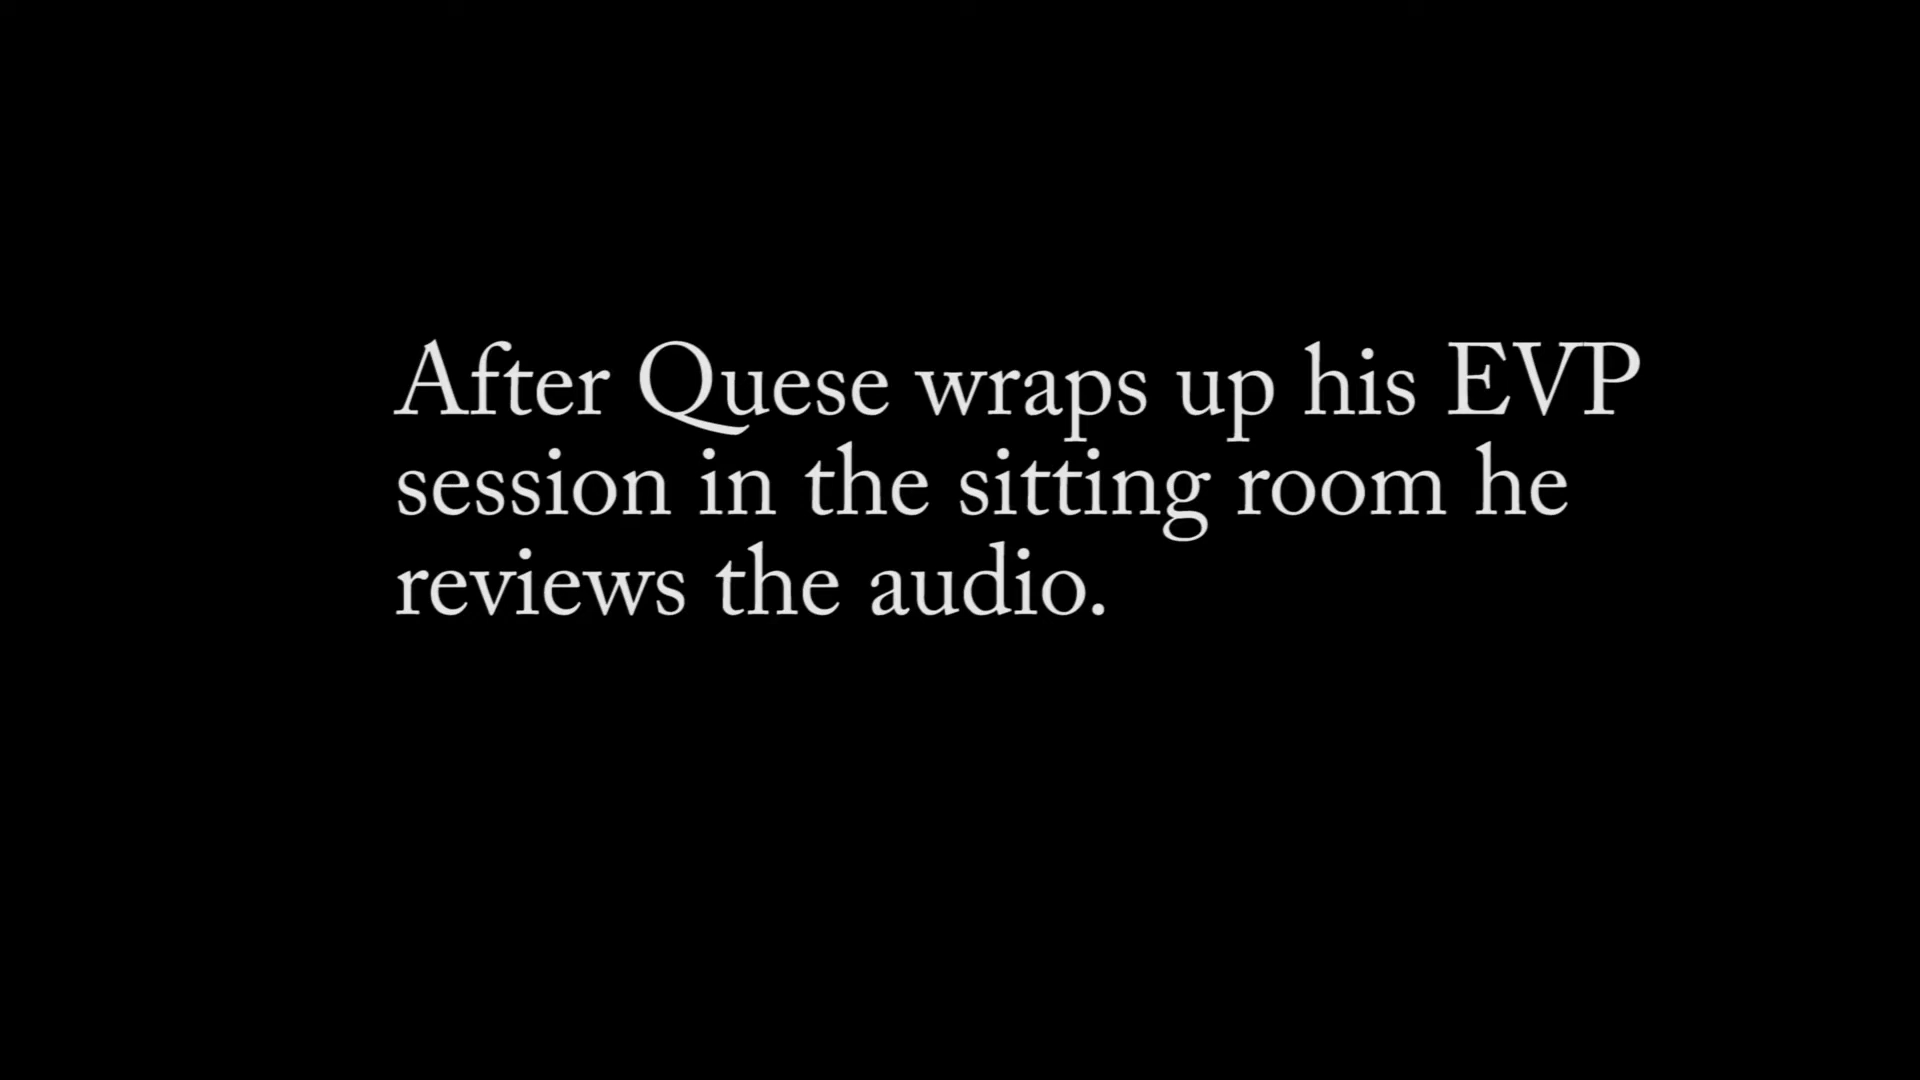 After Quese wraps up his EVP
session in the sitting room he
reviews the audio.